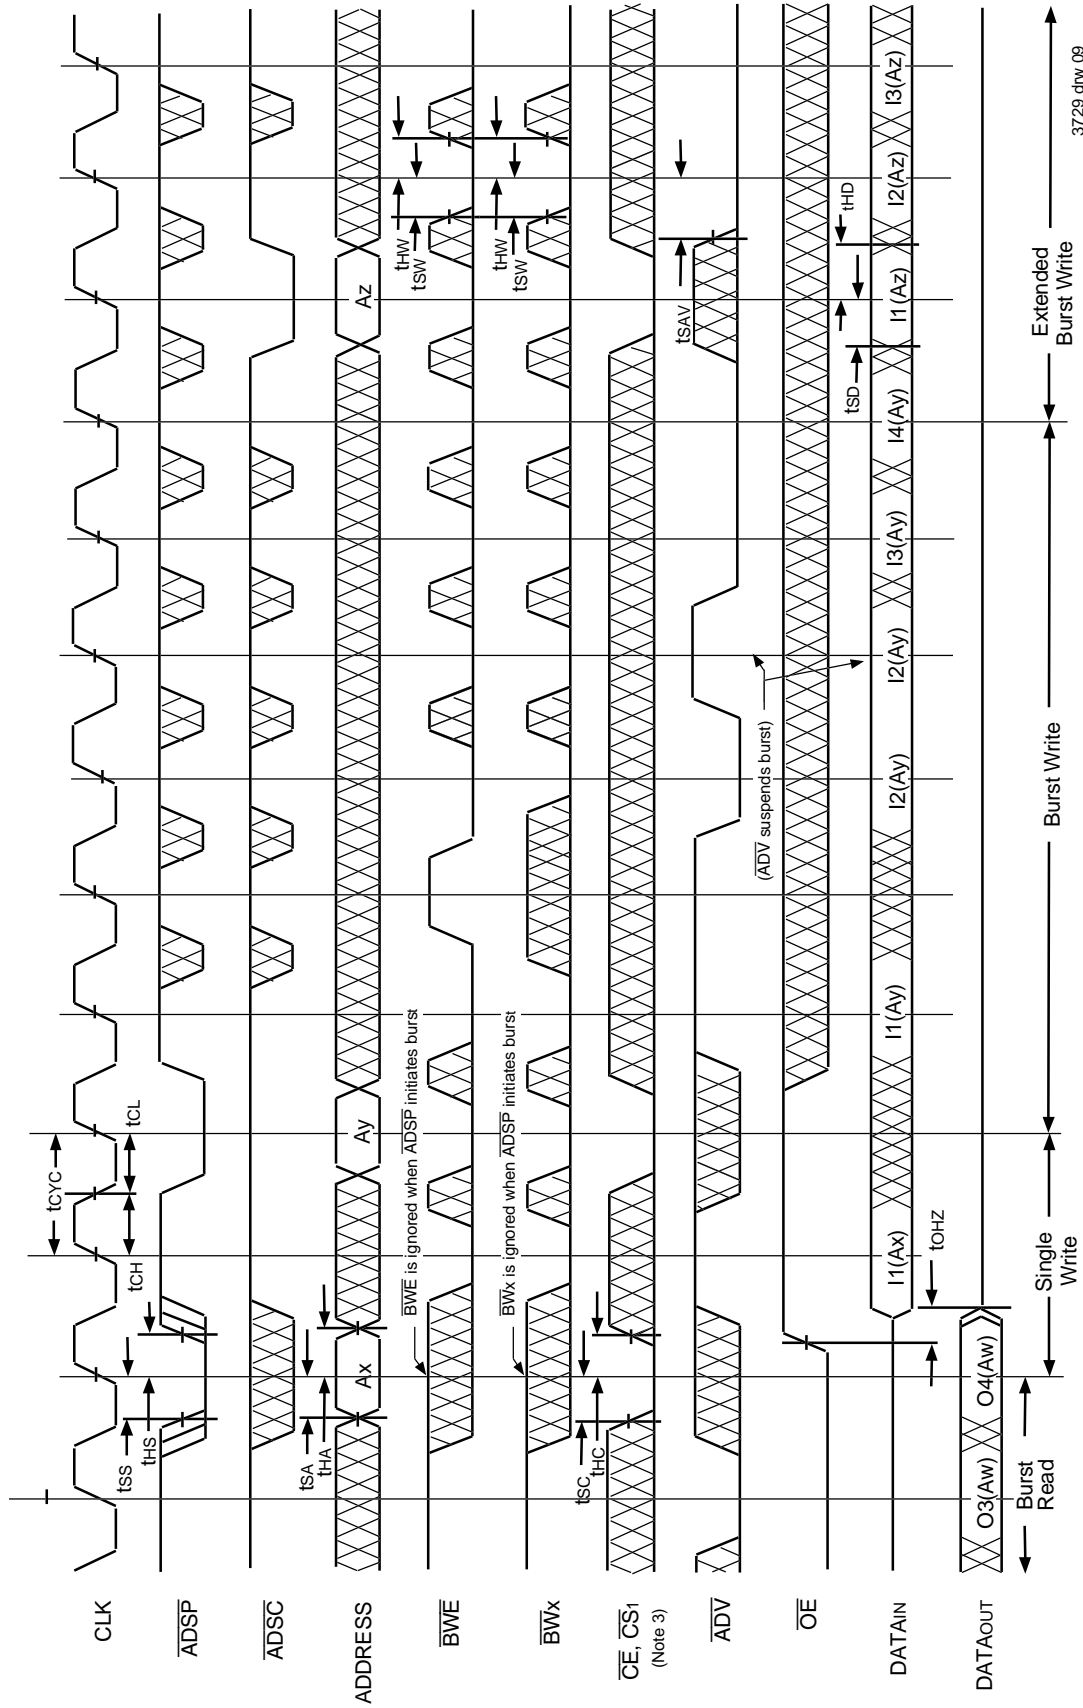 CLK
tCYC
tCH
tCL
tSS
tHS
ADSP
ADSC
tSA
tHA
ADDRESS
Ax
Ay
Az
BWE is ignored when ADSP initiates burst
tHW
tSW
BWE
BWx is ignored when ADSP initiates burst
tHW
tSW
BWx
tSC
tHC
CE, CS1
(Note 3)
tSAV
ADV
(ADV suspends burst)
OE
tHD
tSD
DATAIN
I1(Ax)
I1(Ay)
I2(Ay)
I2(Ay)
I3(Ay)
I4(Ay)
I1(Az)
I2(Az)
I3(Az)
tOHZ
DATAOUT
O3(Aw)
O4(Aw)
Burst
Read
Single
Write
Burst Write
Extended
Burst Write
3729 drw 09